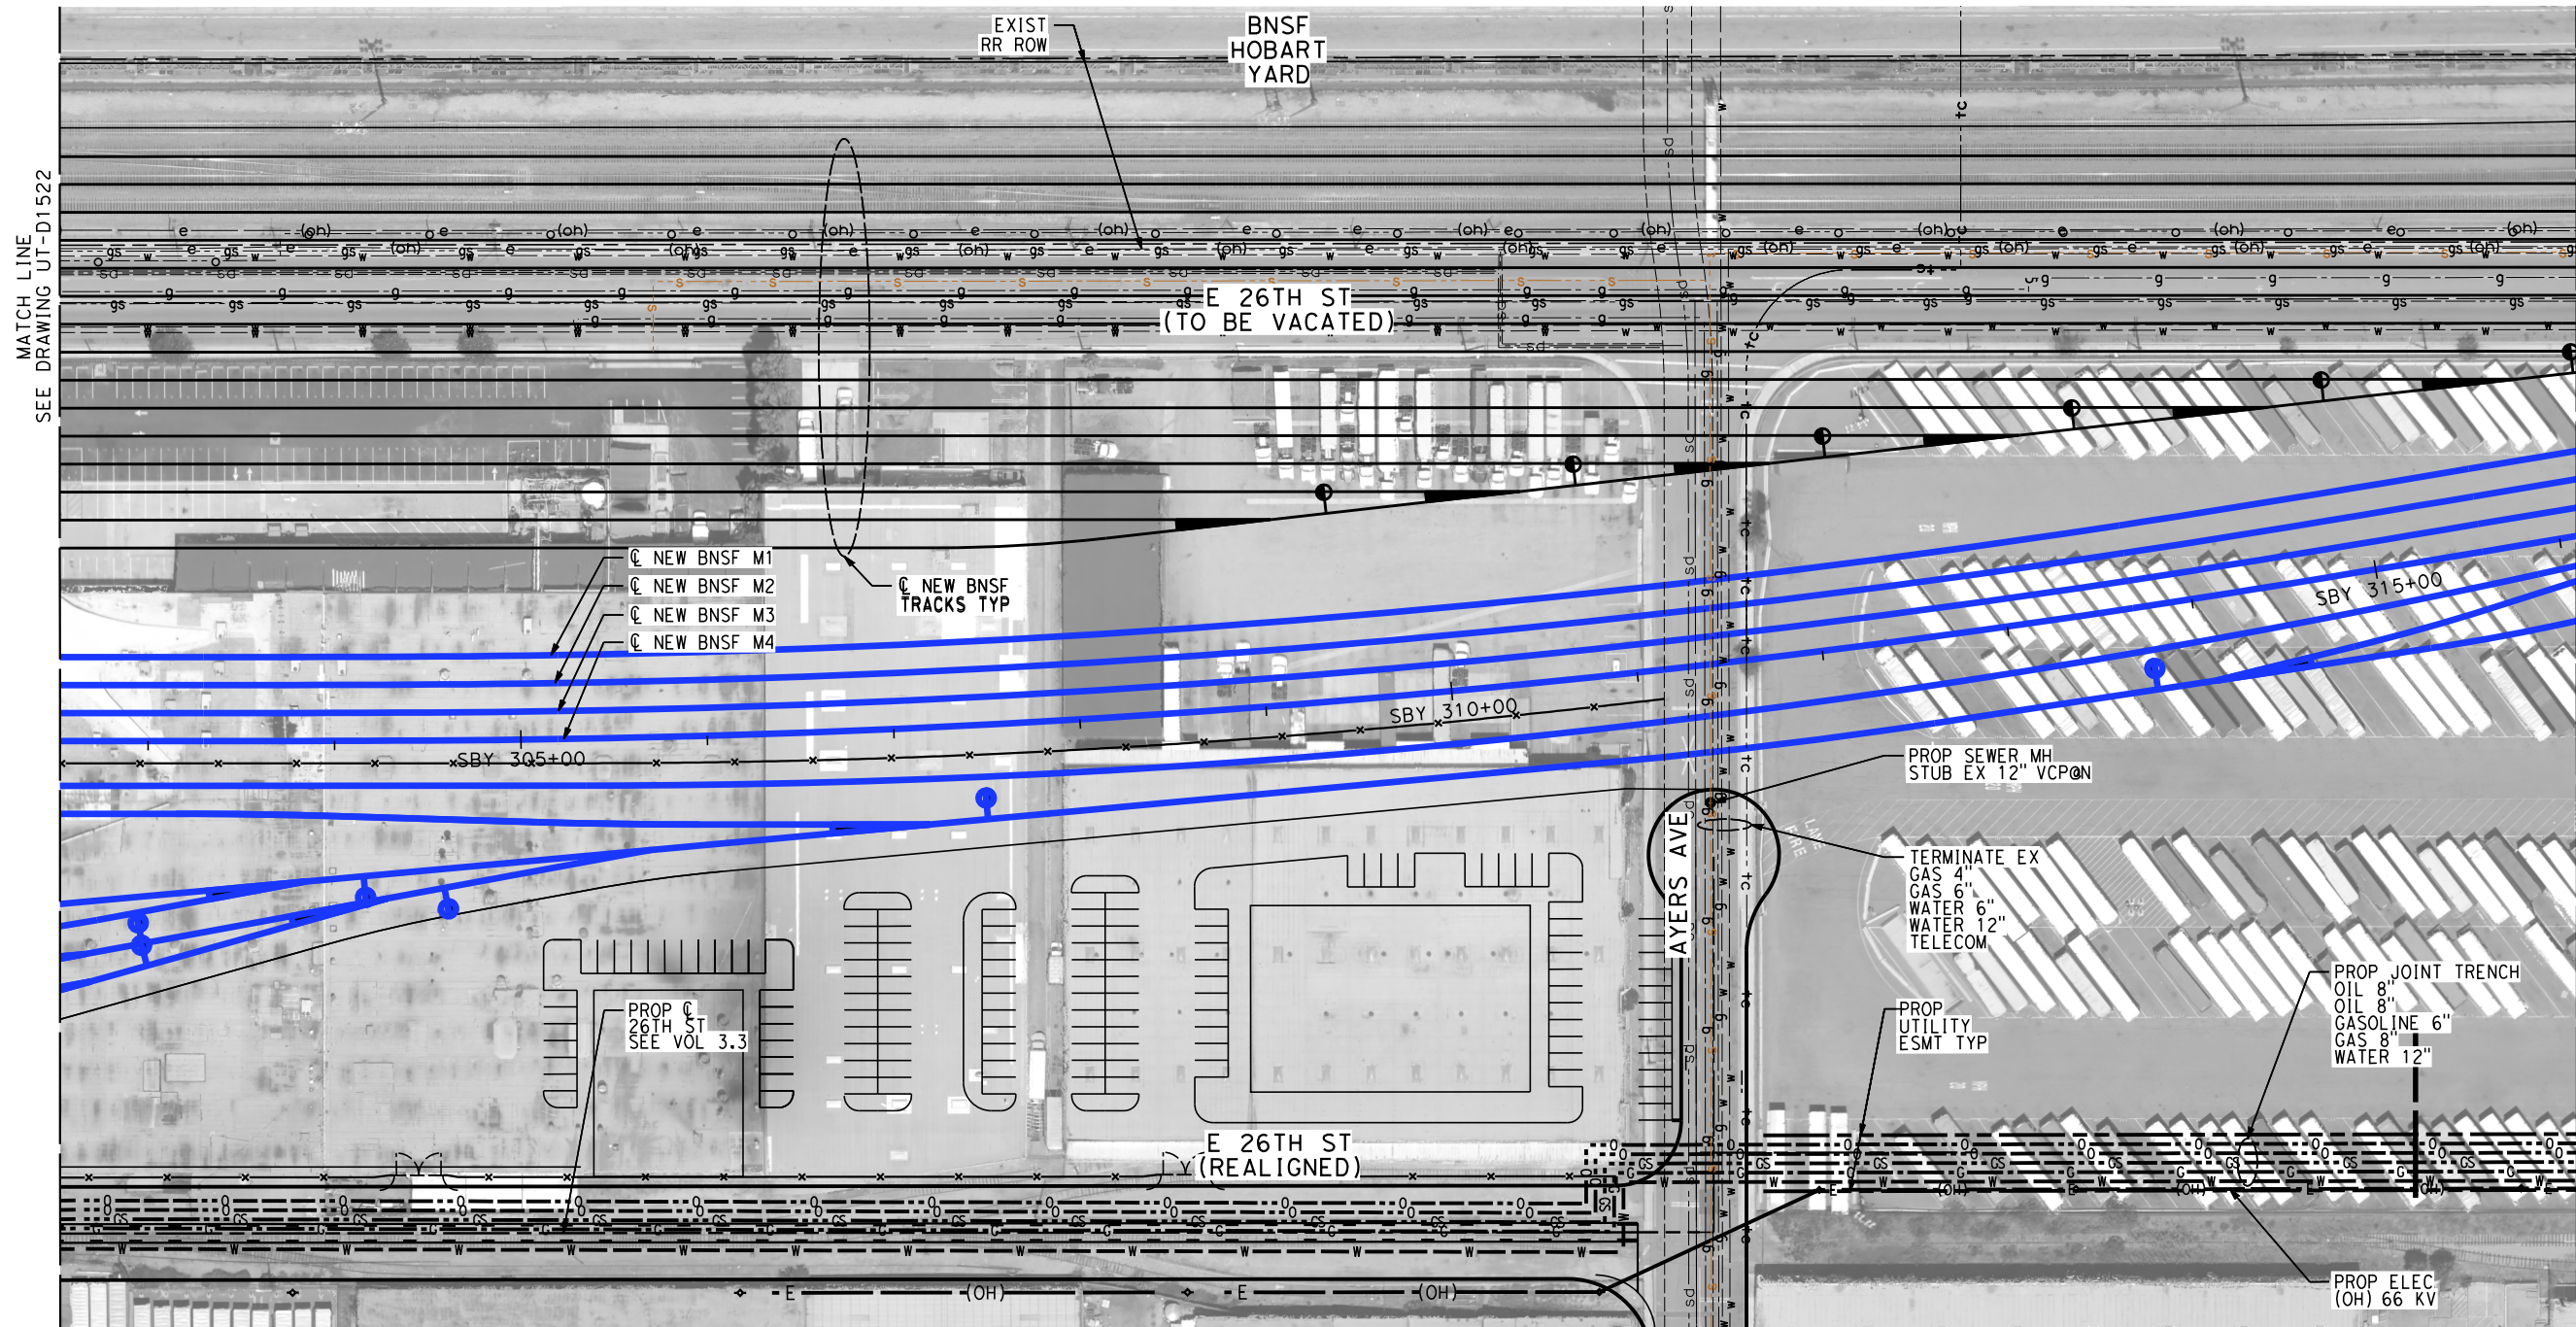 EXIST
RR ROW
BNSF
HOBART
YARD
MATCH LINE
SEE DRAWING UT-D1522
E 26TH ST
(TO BE VACATED)
℄ NEW BNSF M1
℄ NEW BNSF M2
℄ NEW BNSF M3
℄ NEW BNSF M4
℄ NEW BNSF
TRACKS TYP
SBY 305+00
SBY 310+00
SBY 315+00
PROP SEWER MH
STUB EX 12" VCP@N
AYERS AVE
TERMINATE EX
GAS 4"
GAS 6"
WATER 6"
WATER 12"
TELECOM
FIRE
LANE
PROP ℄
26TH ST
SEE VOL 3.3
PROP
UTILITY
ESMT TYP
PROP JOINT TRENCH
OIL 8"
OIL 8"
GASOLINE 6"
GAS 8"
WATER 12"
E 26TH ST
(REALIGNED)
E (OH) E (OH)
PROP ELEC
(OH) 66 KV